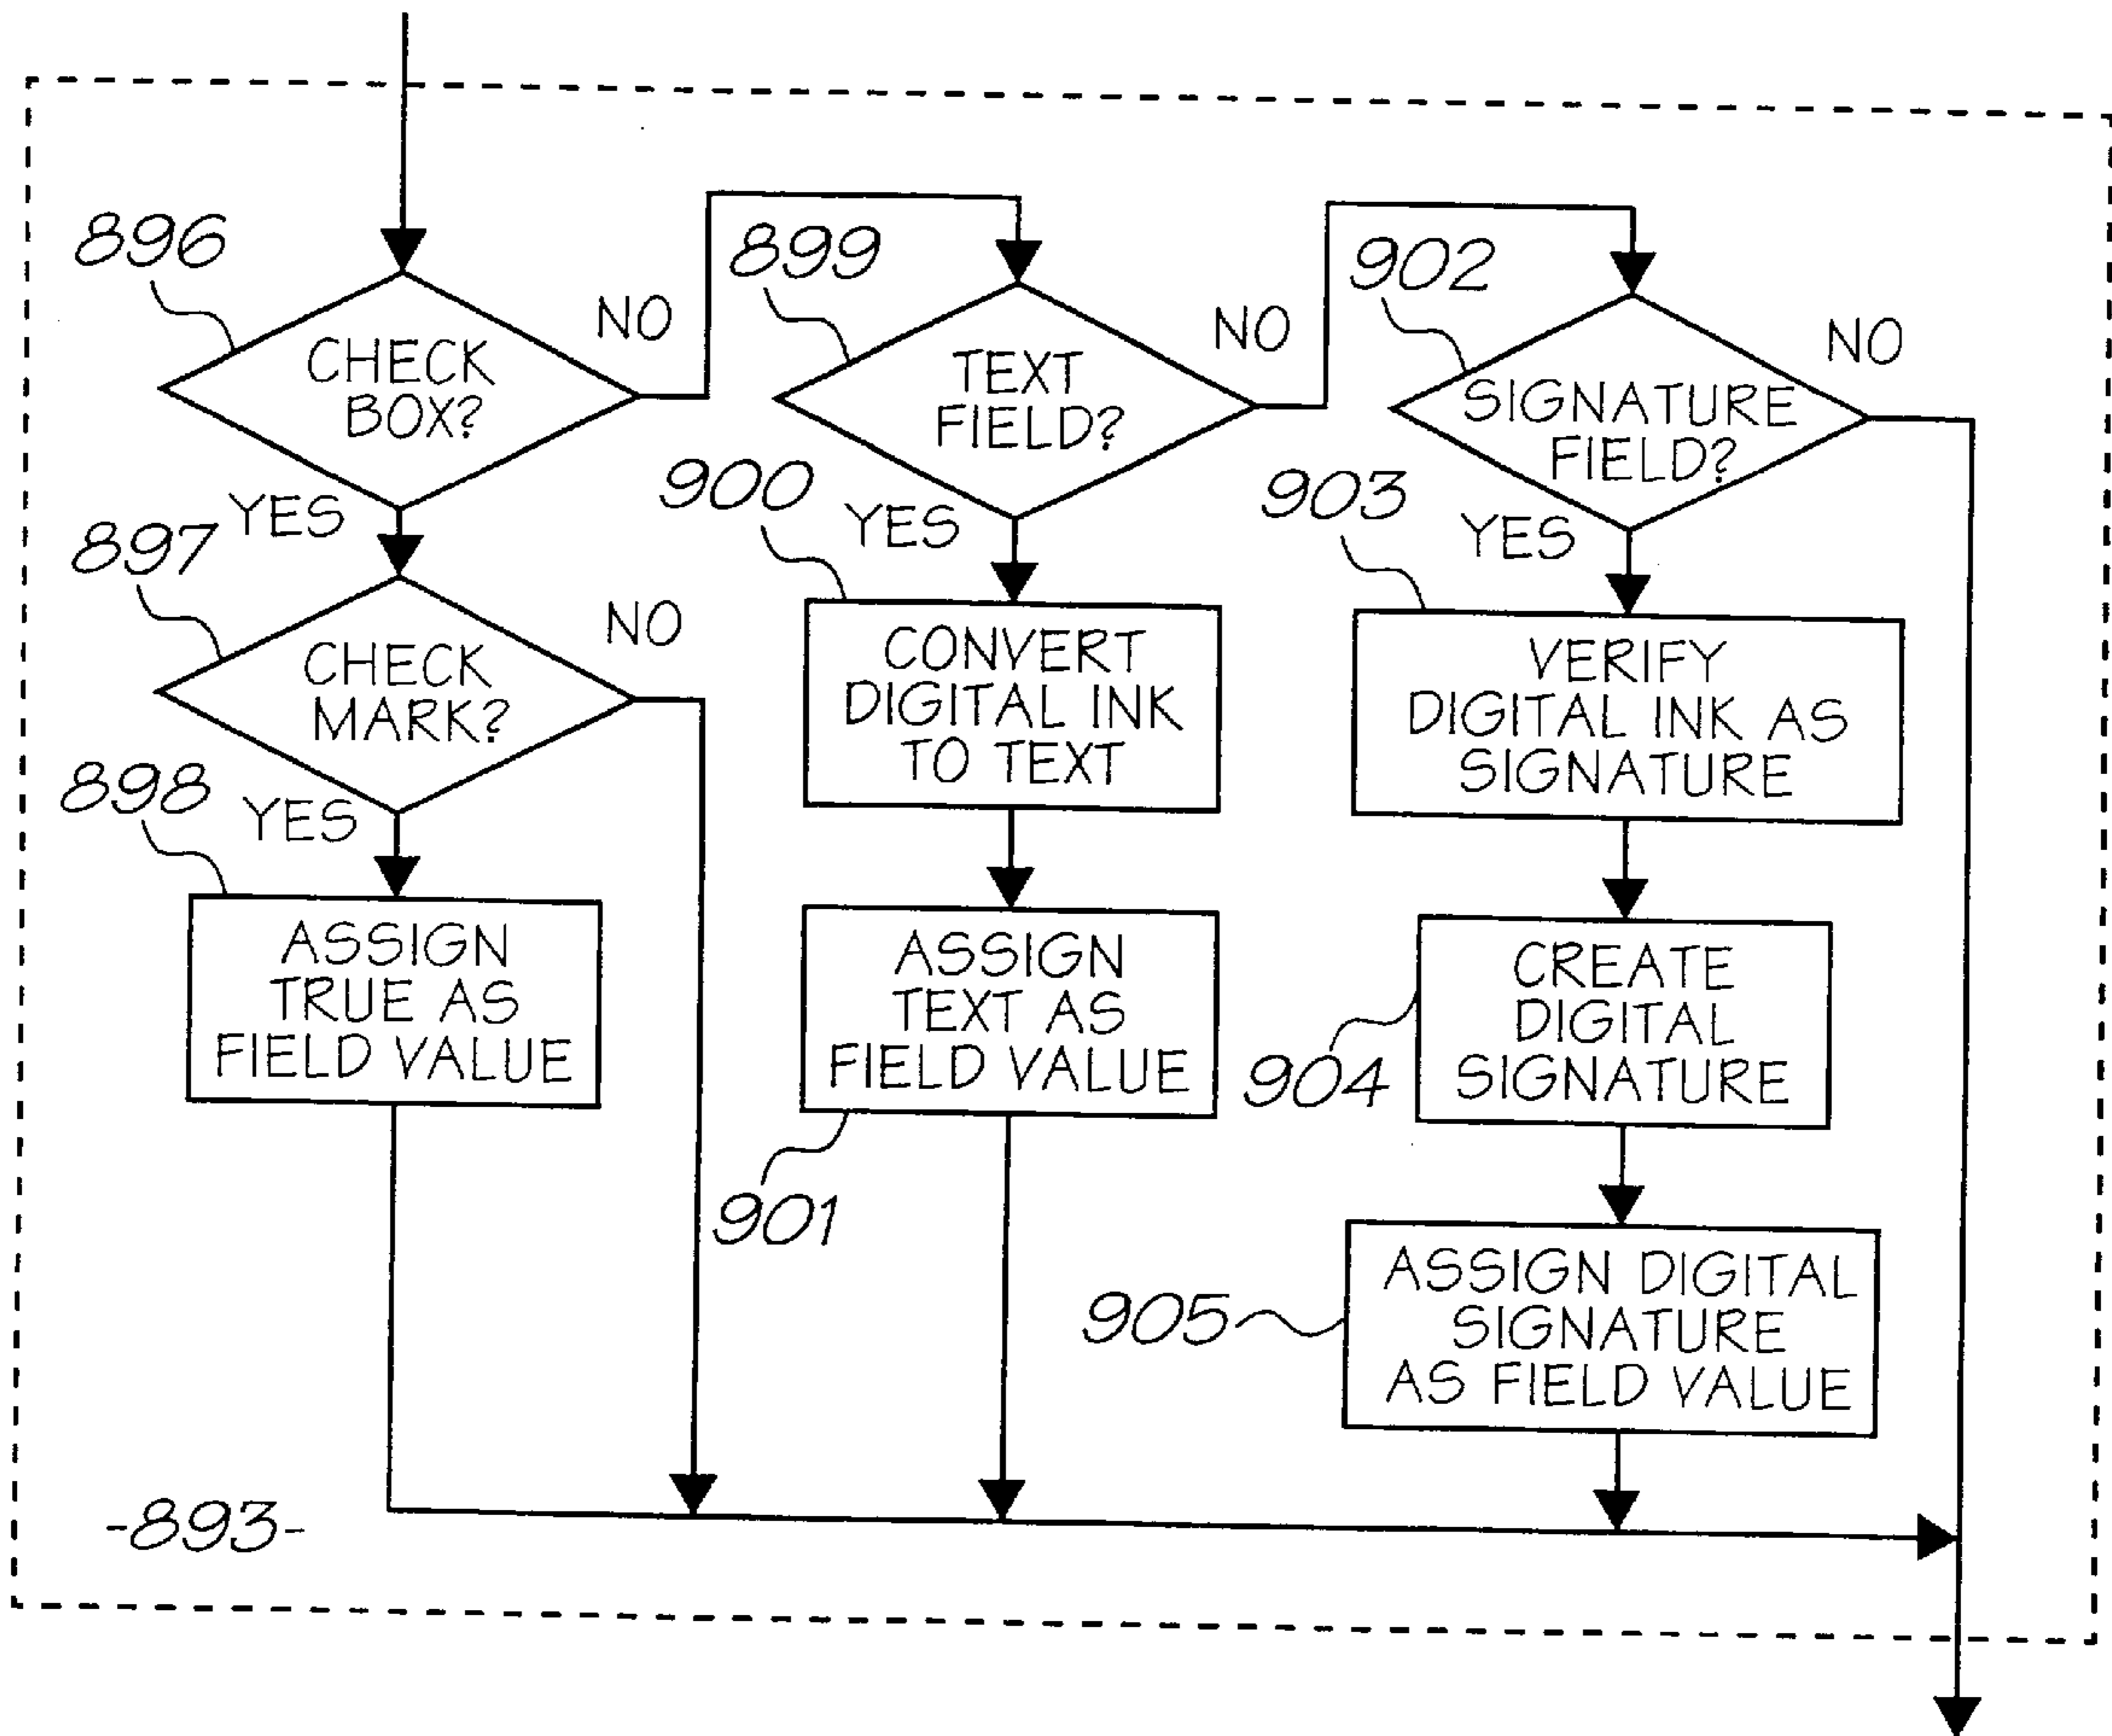 896
CHECK
BOX?
NO
YES
897
CHECK
MARK?
NO
YES
898
ASSIGN
TRUE AS
FIELD VALUE
899
TEXT
FIELD?
NO
YES
900
CONVERT
DIGITAL INK
TO TEXT
ASSIGN
TEXT AS
FIELD VALUE
901
902
SIGNATURE
FIELD?
NO
YES
903
VERIFY
DIGITAL INK AS
SIGNATURE
CREATE
DIGITAL
SIGNATURE
904
ASSIGN DIGITAL
SIGNATURE
AS FIELD VALUE
905
-893-